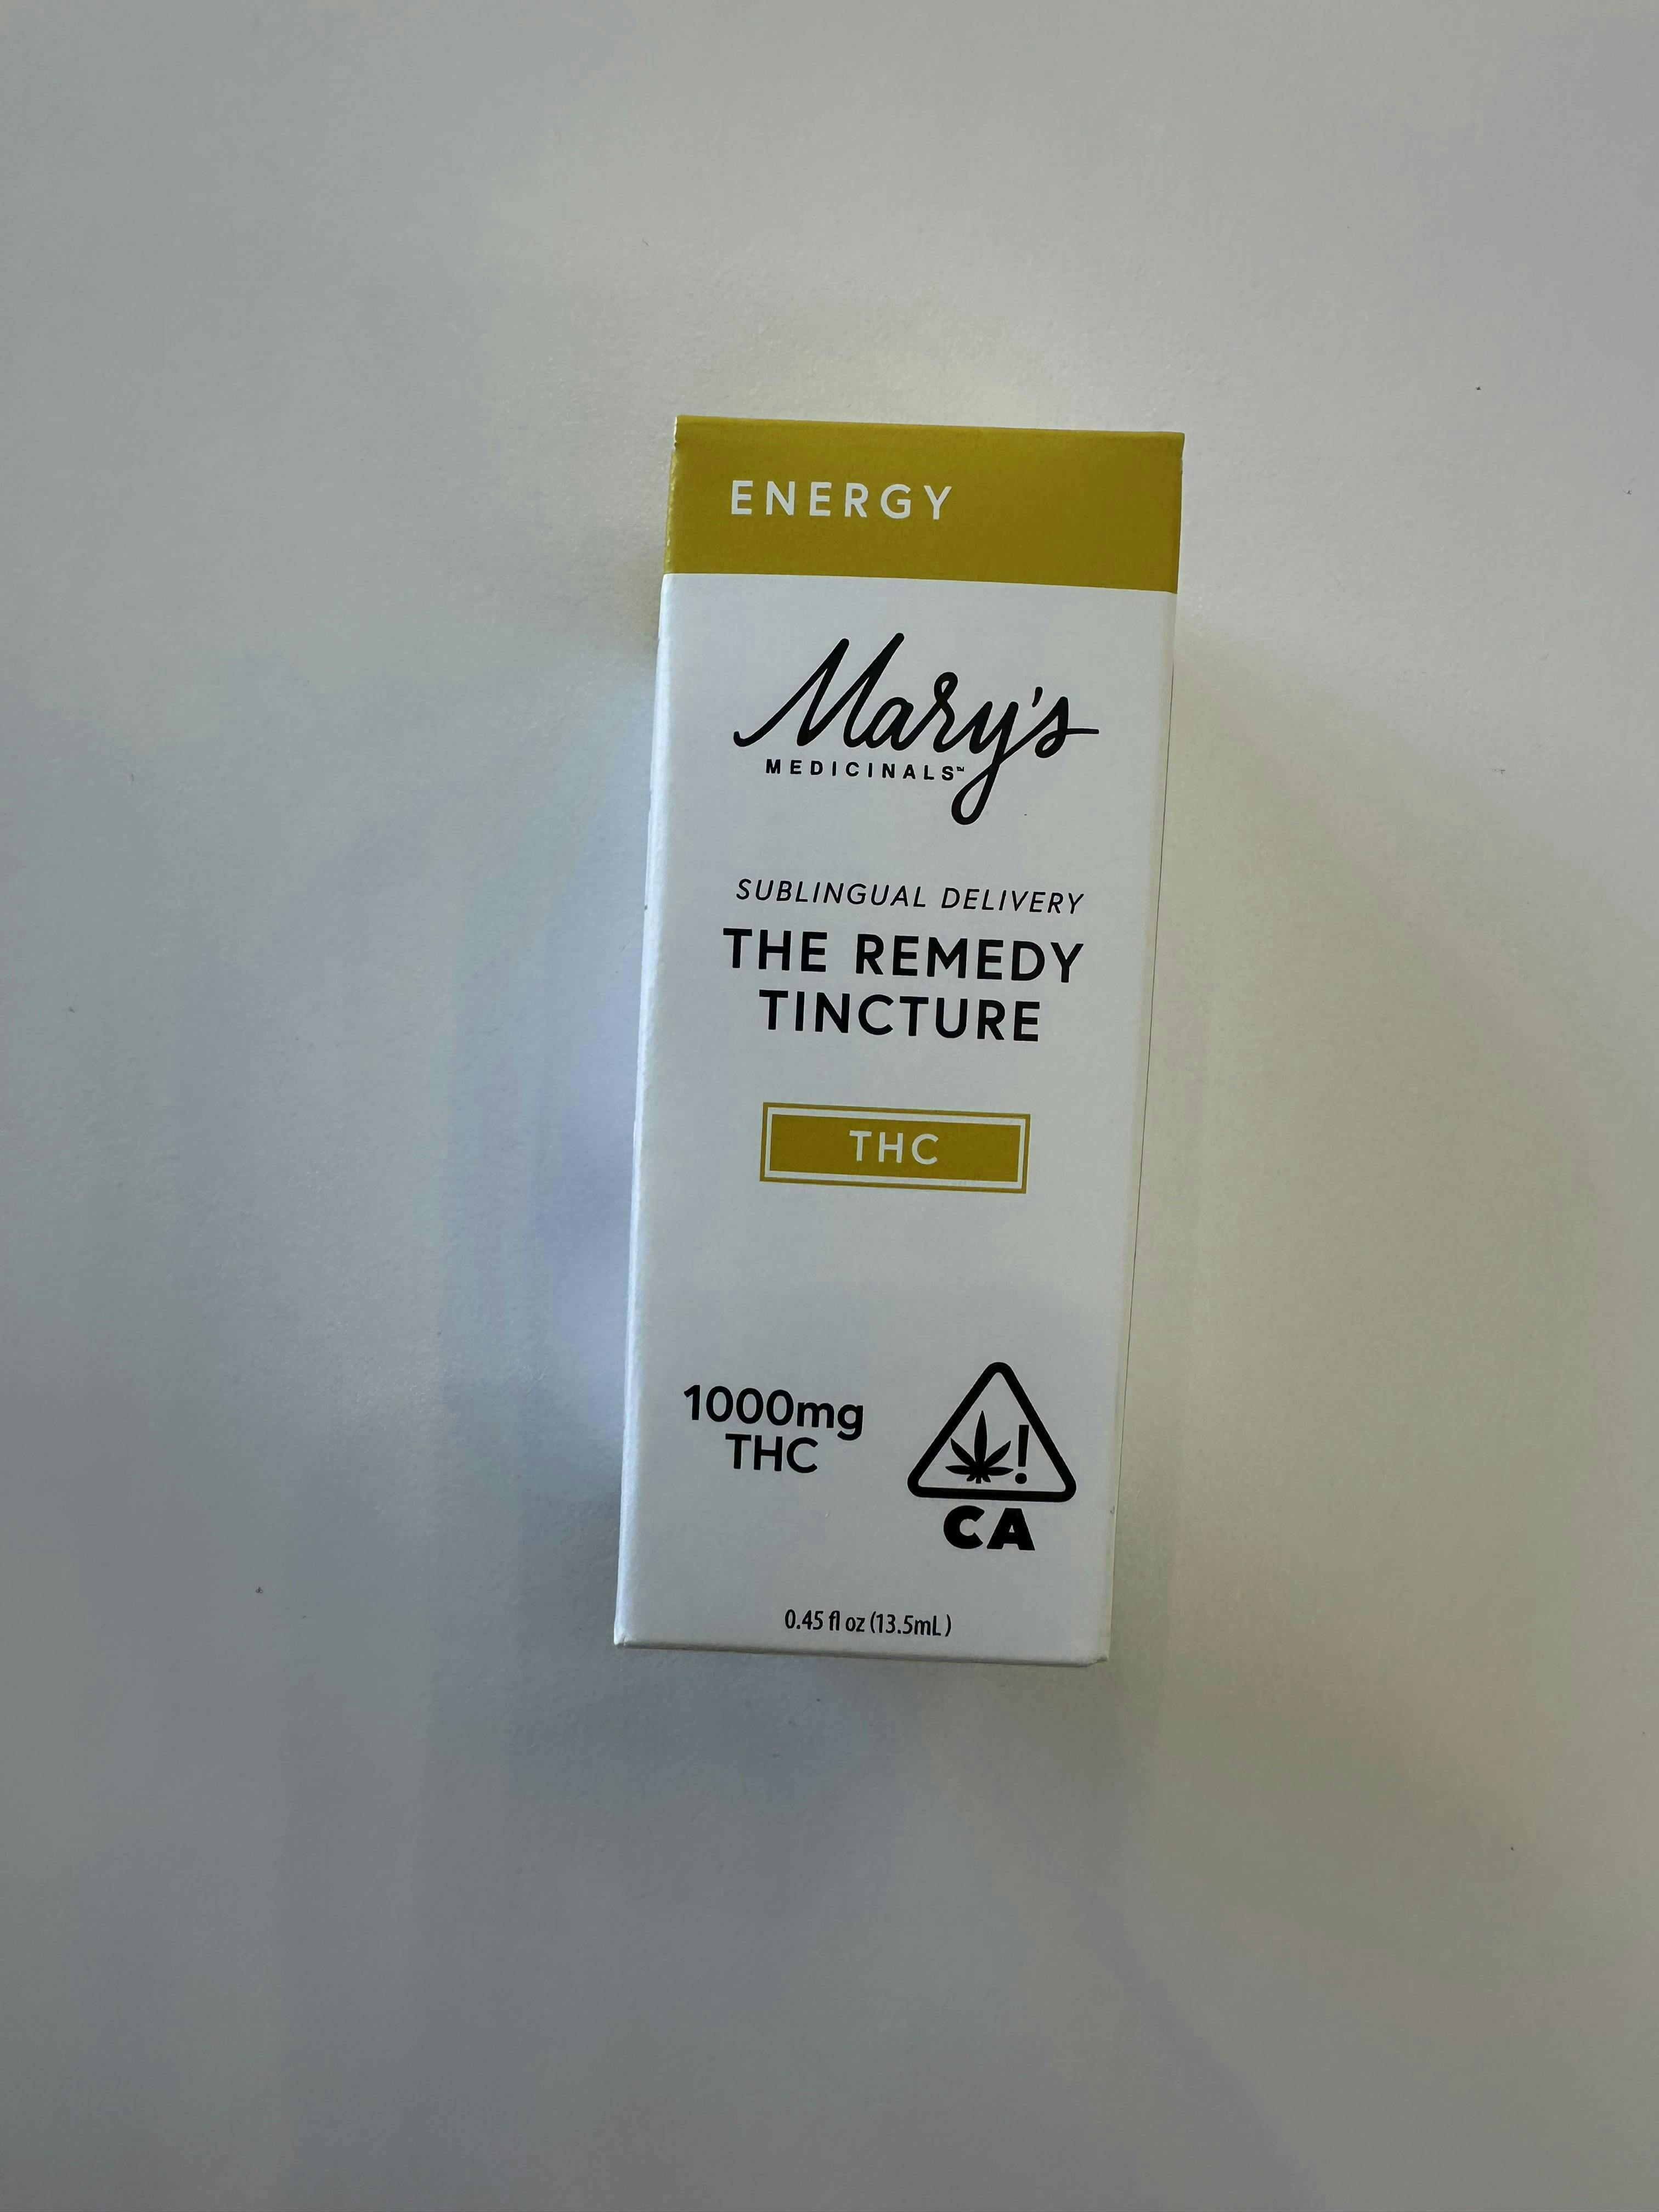 ENERGY
Mary's
MEDICINALS™
SUBLINGUAL DELIVERY
THE REMEDY
TINCTURE
THC
1000mg
THC
!
CA
0.45 fl oz (13.5mL)